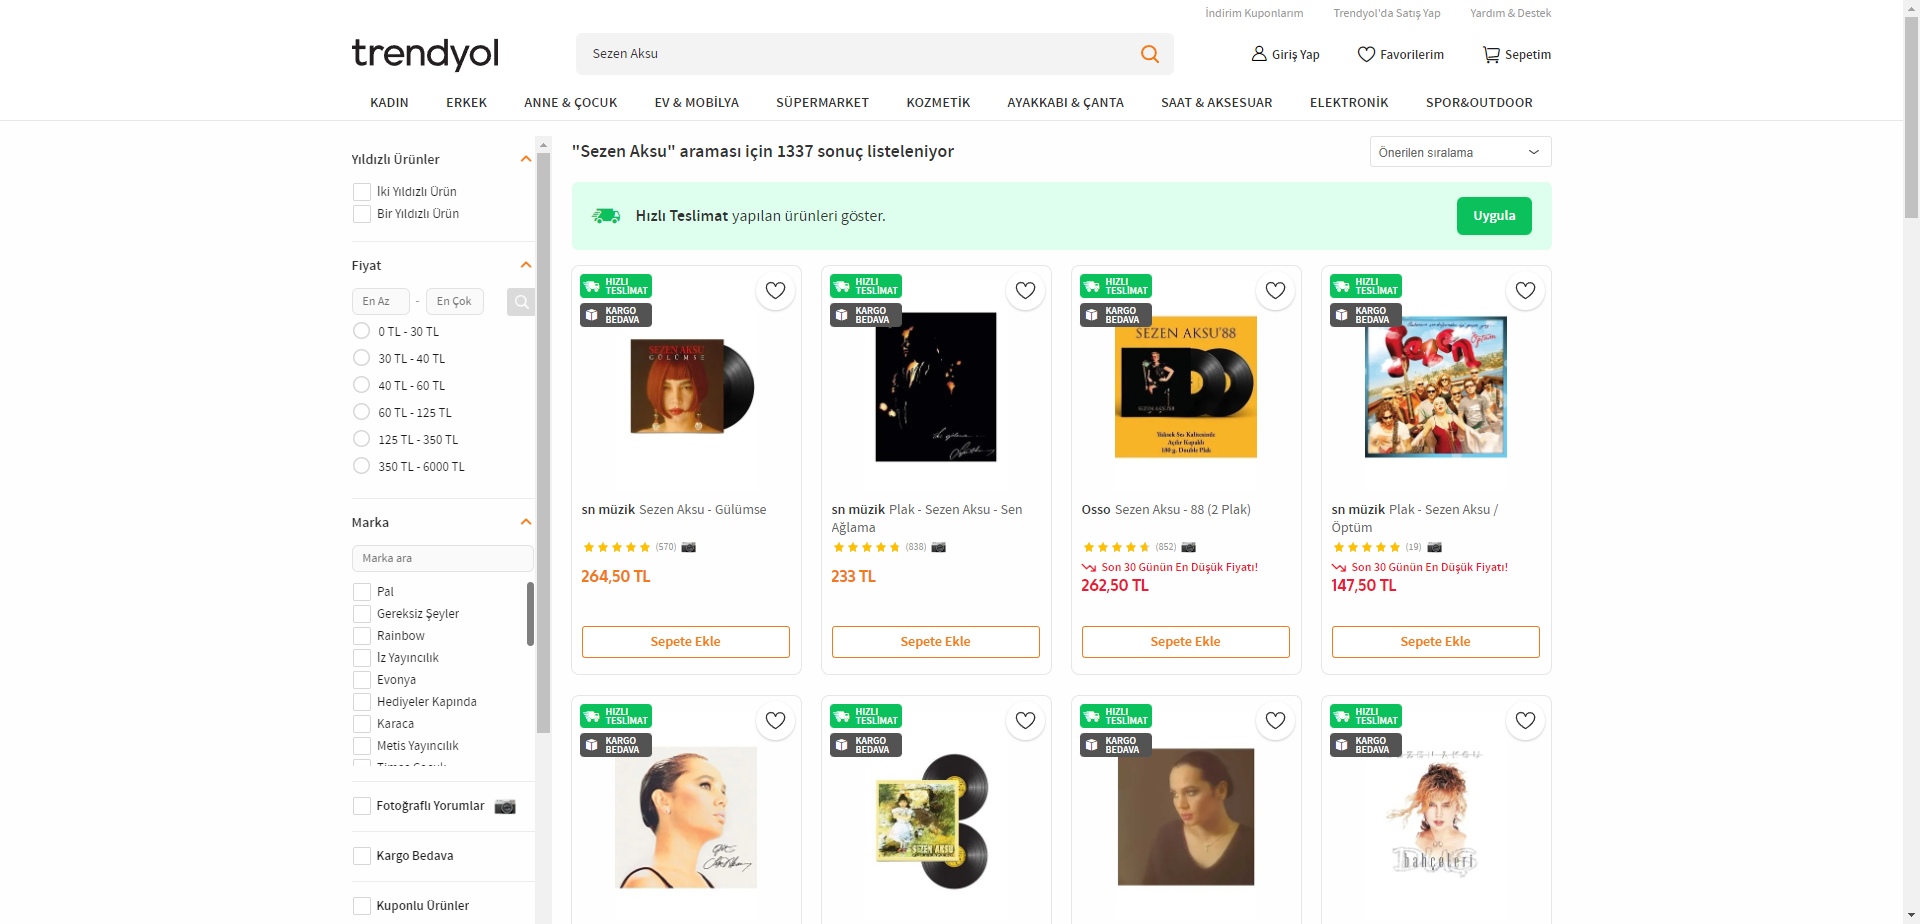 İndirim Kuponlarım Trendyol'da Satış Yap Yardım & Destek
trendyol
Sezen Aksu
Giriş Yap Favorilerim Sepetim
KADIN ERKEK ANNE & ÇOCUK EV & MOBİLYA SÜPERMARKET KOZMETİK AYAKKABI & ÇANTA SAAT & AKSESUAR ELEKTRONİK SPOR&OUTDOOR
Yıldızlı Ürünler
İki Yıldızlı Ürün
Bir Yıldızlı Ürün
Fiyat
En Az - En Çok
0 TL - 30 TL
30 TL - 40 TL
40 TL - 60 TL
60 TL - 125 TL
125 TL - 350 TL
350 TL - 6000 TL
Marka
Marka ara
Pal
Gereksiz Şeyler
Rainbow
İz Yayıncılık
Evonya
Hediyeler Kapında
Karaca
Metis Yayıncılık
Fotoğraflı Yorumlar
Kargo Bedava
Kuponlu Ürünler
"Sezen Aksu" araması için 1337 sonuç listeleniyor
Önerilen sıralama
Hızlı Teslimat yapılan ürünleri göster.
Uygula
HIZLI
TESLİMAT
KARGO
BEDAVA
SEZEN AKSU
GÜLÜMSE
sn müzik Sezen Aksu - Gülümse
(570)
264,50 TL
Sepete Ekle
HIZLI
TESLİMAT
KARGO
BEDAVA
sn müzik Plak - Sezen Aksu - Sen
Ağlama
(838)
233 TL
Sepete Ekle
HIZLI
TESLİMAT
KARGO
BEDAVA
SEZEN AKSU'88
SEZEN AKSU'88
Yüksek Ses Kalitesinde
Açılır Kapaklı
180 g. Double Plak
Osso Sezen Aksu - 88 (2 Plak)
(852)
Son 30 Günün En Düşük Fiyatı!
262,50 TL
Sepete Ekle
HIZLI
TESLİMAT
KARGO
BEDAVA
Sezen
Öptüm
sn müzik Plak - Sezen Aksu /
Öptüm
(19)
Son 30 Günün En Düşük Fiyatı!
147,50 TL
Sepete Ekle
HIZLI
TESLİMAT
KARGO
BEDAVA
HIZLI
TESLİMAT
KARGO
BEDAVA
SEZEN AKSU
HIZLI
TESLİMAT
KARGO
BEDAVA
HIZLI
TESLİMAT
KARGO
BEDAVA
bahçeleri